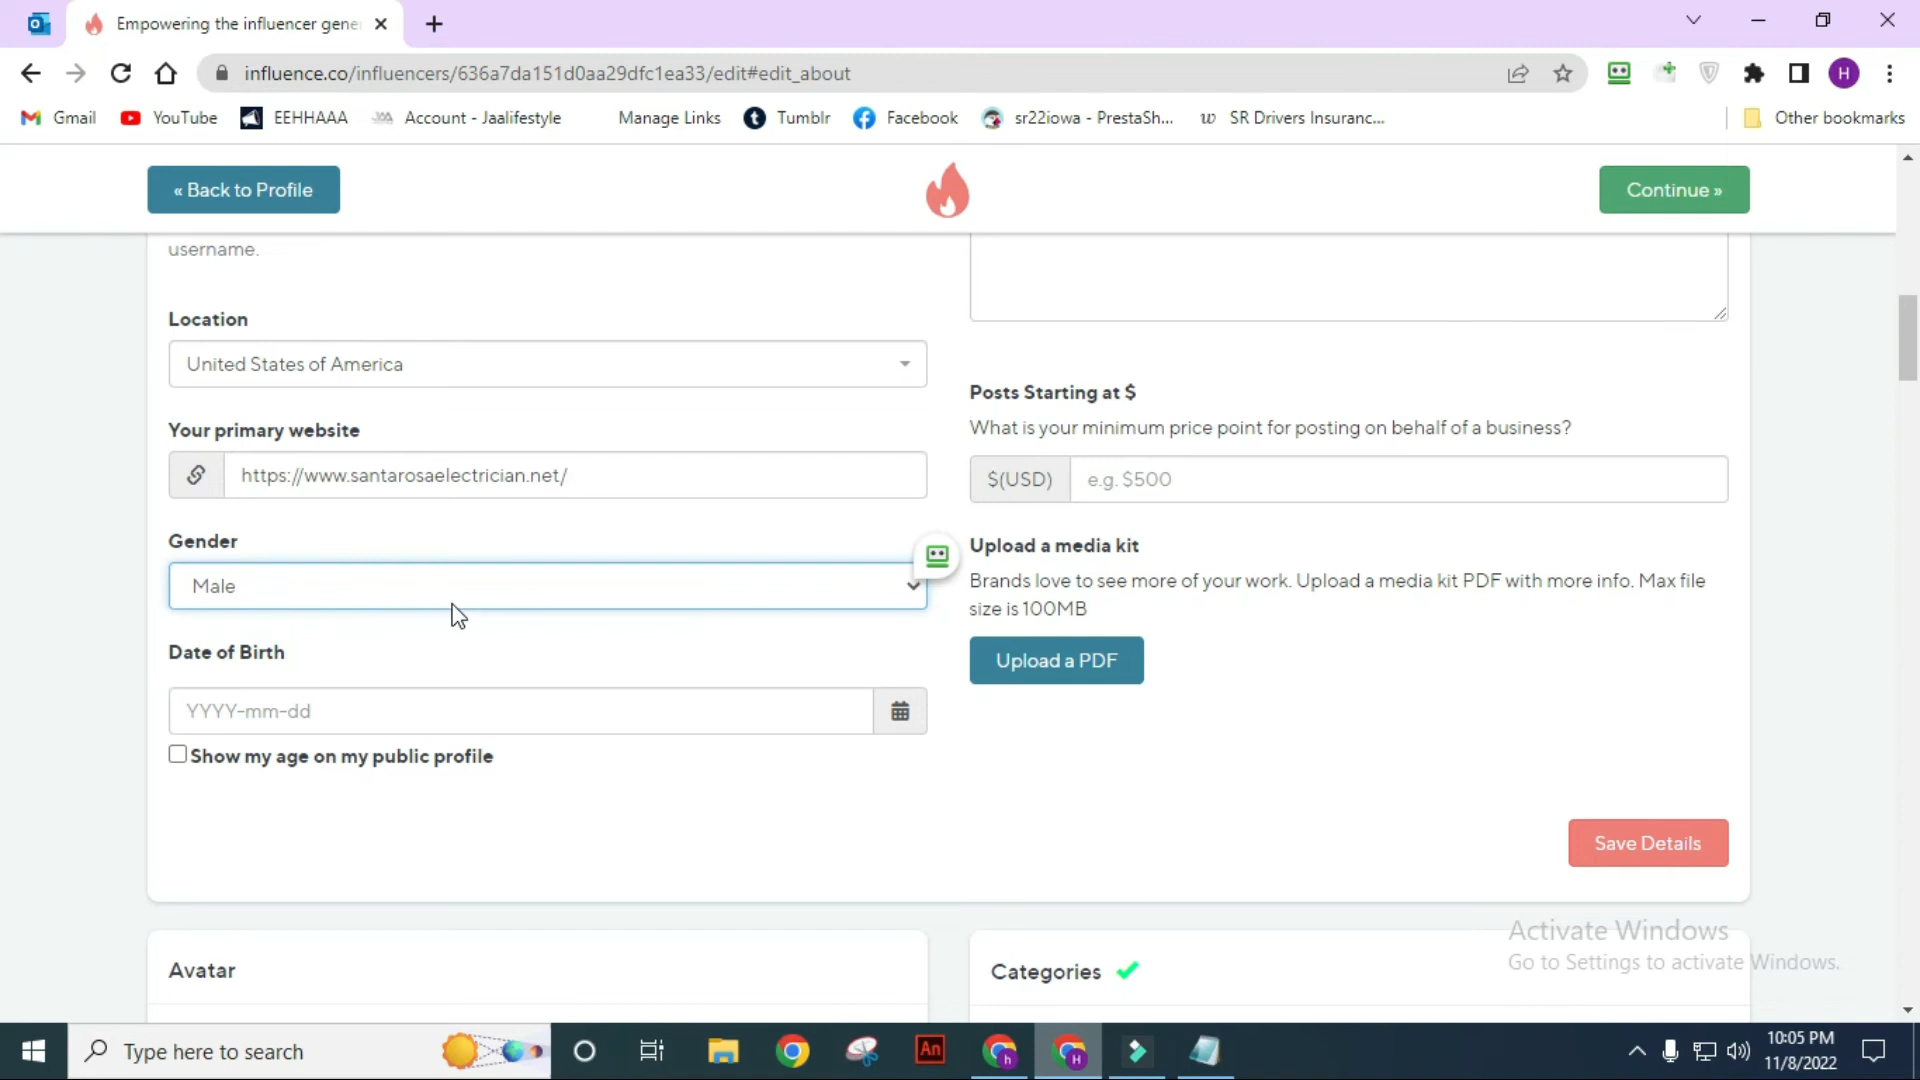 Empowering the influencer gene
influence.co/influencers/636a7da151d0aa29dfc1ea33/edit#edit_about
H
Gmail
YouTube
EEHHAAA
Account - Jaalifestyle
Manage Links
Tumblr
Facebook
sr22iowa - PrestaSh...
SR Drivers Insuranc...
Other bookmarks
« Back to Profile
Continue »
username.
Location
United States of America
Your primary website
https://www.santarosaelectrician.net/
Gender
Male
Date of Birth
YYYY-mm-dd
Show my age on my public profile
Posts Starting at $
What is your minimum price point for posting on behalf of a business?
$(USD)
e.g. $500
Upload a media kit
Brands love to see more of your work. Upload a media kit PDF with more info. Max file
size is 100MB
Upload a PDF
Save Details
Avatar
Categories
Activate Windows
Go to Settings to activate Windows.
Type here to search
An
h
H
10:05 PM
11/8/2022